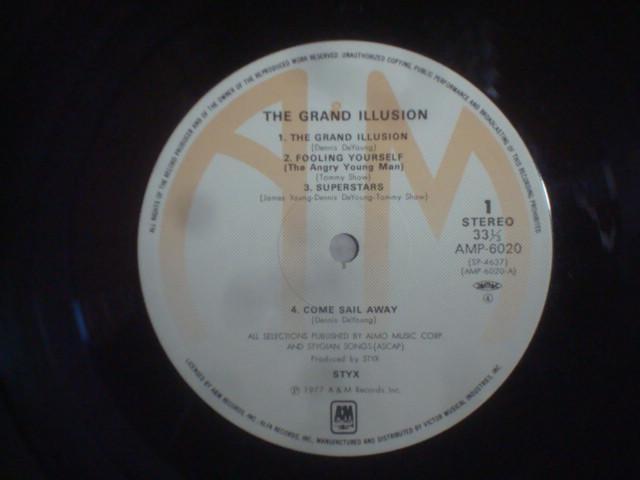 ALL RIGHTS OF THE RECORD PRODUCER AND OF THE OWNER OF THE REPRODUCED WORK RESERVED. UNAUTHORIZED COPYING, PUBLIC PERFORMANCE AND BROADCASTING OF THIS RECORDING PROHIBITED
A&M
THE GRAND ILLUSION
1. THE GRAND ILLUSION
(Dennis DeYoung)
2. FOOLING YOURSELF
(The Angry Young Man)
(Tommy Shaw)
3. SUPERSTARS
(James Young-Dennis DeYoung-Tommy Shaw)
1
STEREO
33⅓
AMP-6020
(SP-4637)
(AMP-6020-A)
4. COME SAIL AWAY
(Dennis DeYoung)
ALL SELECTIONS PUBLISHED BY ALMO MUSIC CORP.
AND STYGIAN SONGS (ASCAP)
Produced by STYX
STYX
Ⓟ 1977 A & M Records, Inc.
A&M
LICENSED BY A&M RECORDS, INC., ALFA RECORDS, INC., MANUFACTURED AND DISTRIBUTED BY VICTOR MUSICAL INDUSTRIES, INC.